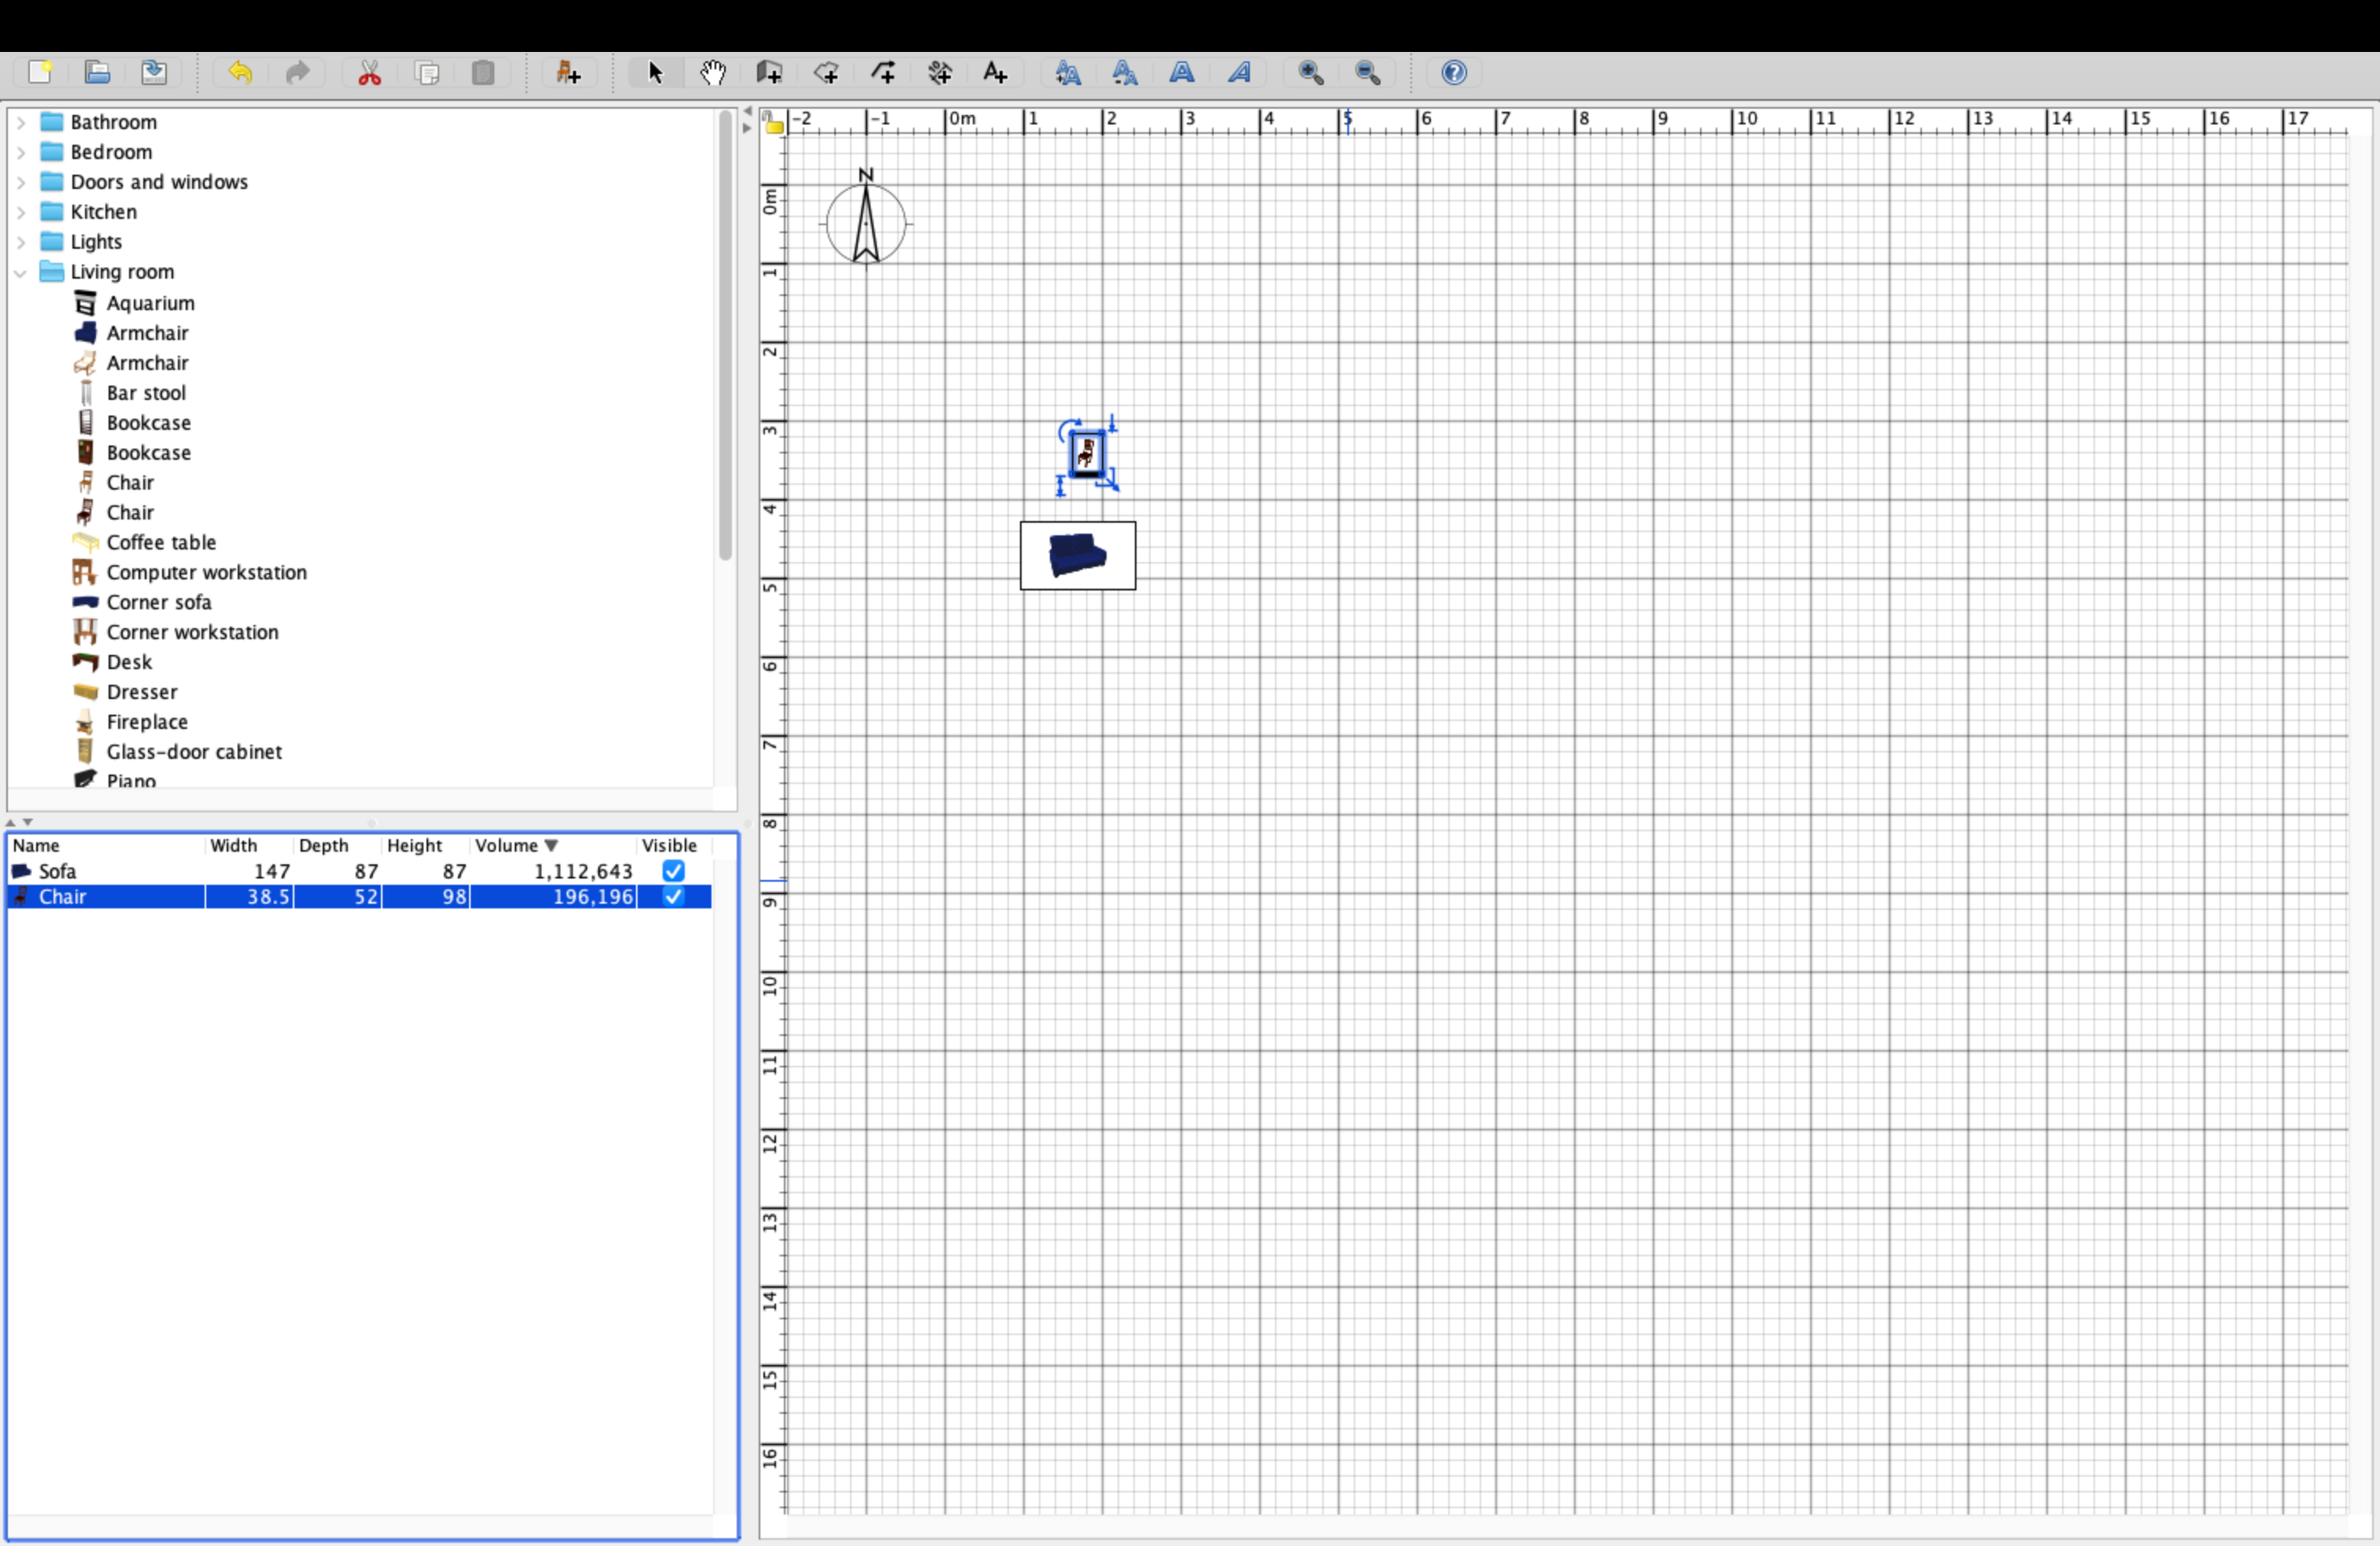 Bathroom
Bedroom
Doors and windows
Kitchen
Lights
Living room
Aquarium
Armchair
Armchair
Bar stool
Bookcase
Bookcase
Chair
Chair
Coffee table
Computer workstation
Corner sofa
Corner workstation
Desk
Dresser
Fireplace
Glass-door cabinet
Piano
Name Width Depth Height Volume Visible
Sofa 147 87 87 1,112,643
Chair 38.5 52 98 196,196
-2 -1 0m 1 2 3 4 5 6 7 8 9 10 11 12 13 14 15 16 17
N
0m
1
2
3
4
5
6
7
8
9
10
11
12
13
14
15
16